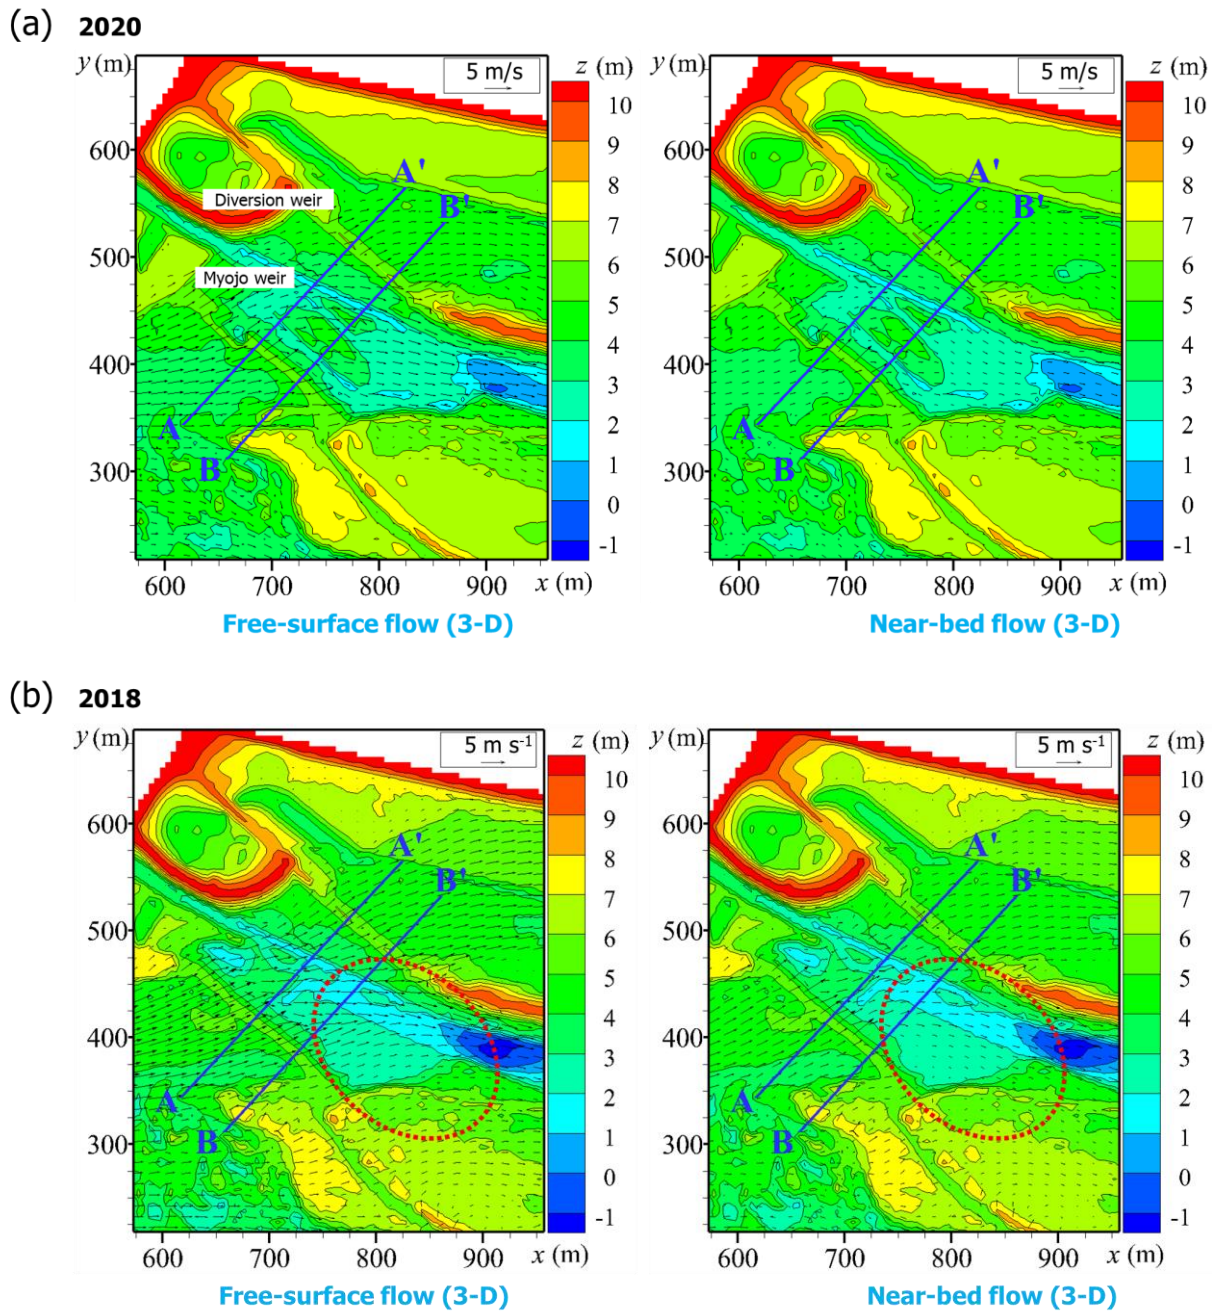 (a) 2020
y (m) 5 m/s z (m)
10
9
8
7
6
5
4
3
2
1
0
-1
600
500
400
300
600 700 800 900 x (m)
Diversion weir
Myojo weir
A'
B'
A
B
Free-surface flow (3-D)
y (m) 5 m/s z (m)
10
9
8
7
6
5
4
3
2
1
0
-1
600
500
400
300
600 700 800 900 x (m)
A'
B'
A
B
Near-bed flow (3-D)
(b) 2018
y (m) 5 m s-1 z (m)
10
9
8
7
6
5
4
3
2
1
0
-1
600
500
400
300
600 700 800 900 x (m)
A'
B'
A
B
Free-surface flow (3-D)
y (m) 5 m s-1 z (m)
10
9
8
7
6
5
4
3
2
1
0
-1
600
500
400
300
600 700 800 900 x (m)
A'
B'
A
B
Near-bed flow (3-D)